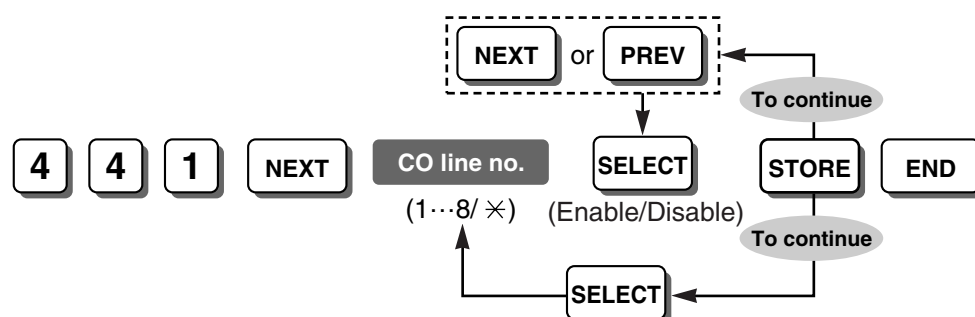 NEXT or PREV
To continue
4 4 1 NEXT CO line no. SELECT STORE END
(1···8/ ✳) (Enable/Disable)
To continue
SELECT